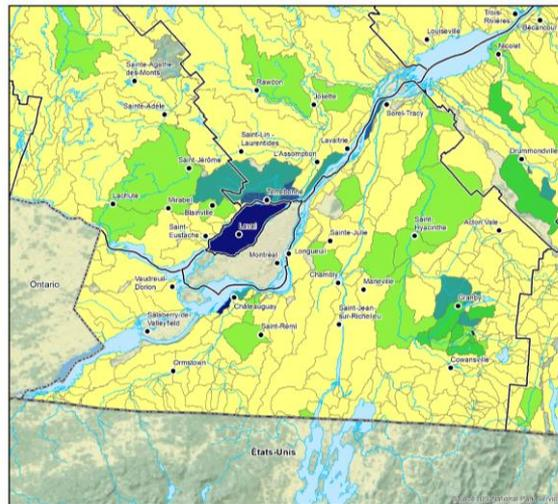 Trois-
Rivières
Bécancour
Louiseville
Nicolet
Sainte-Agathe
des-Monts
Rawdon
Joliette
Sorel-Tracy
Sainte-Adèle
Saint-Lin -
Laurentides
Lavaltrie
L'Assomption
Drummondville
Saint-Jérôme
Terrebonne
Lachute
Mirabel
Blainville
Saint-
Eustache
Laval
Saint-
Hyacinthe
Acton Vale
Sainte-Julie
Longueuil
Montréal
Ontario
Vaudreuil-
Dorion
Chambly
Marieville
Châteauguay
Granby
Salaberry-de-
Valleyfield
Saint-Rémi
Saint-Jean
sur-Richelieu
Ormstown
Cowansville
États-Unis
National Park